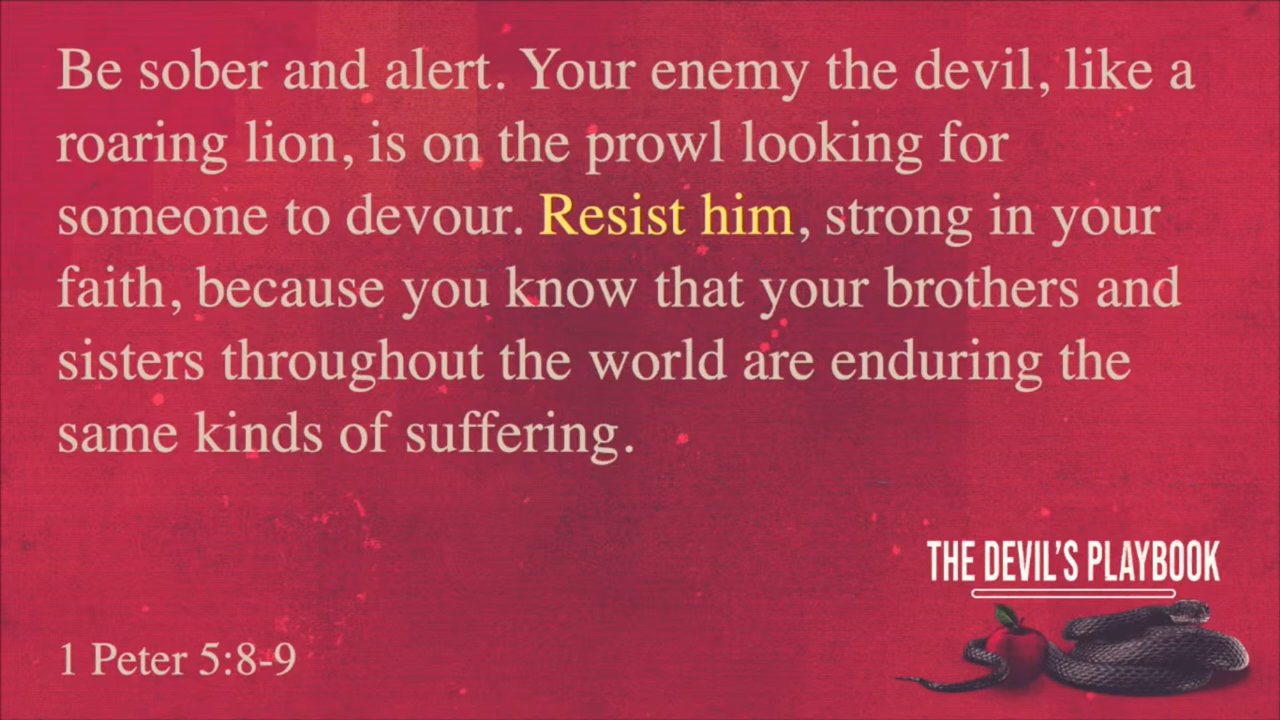 Be sober and alert. Your enemy the devil, like a
roaring lion, is on the prowl looking for
someone to devour. Resist him, strong in your
faith, because you know that your brothers and
sisters throughout the world are enduring the
same kinds of suffering.
THE DEVIL'S PLAYBOOK
1 Peter 5:8-9